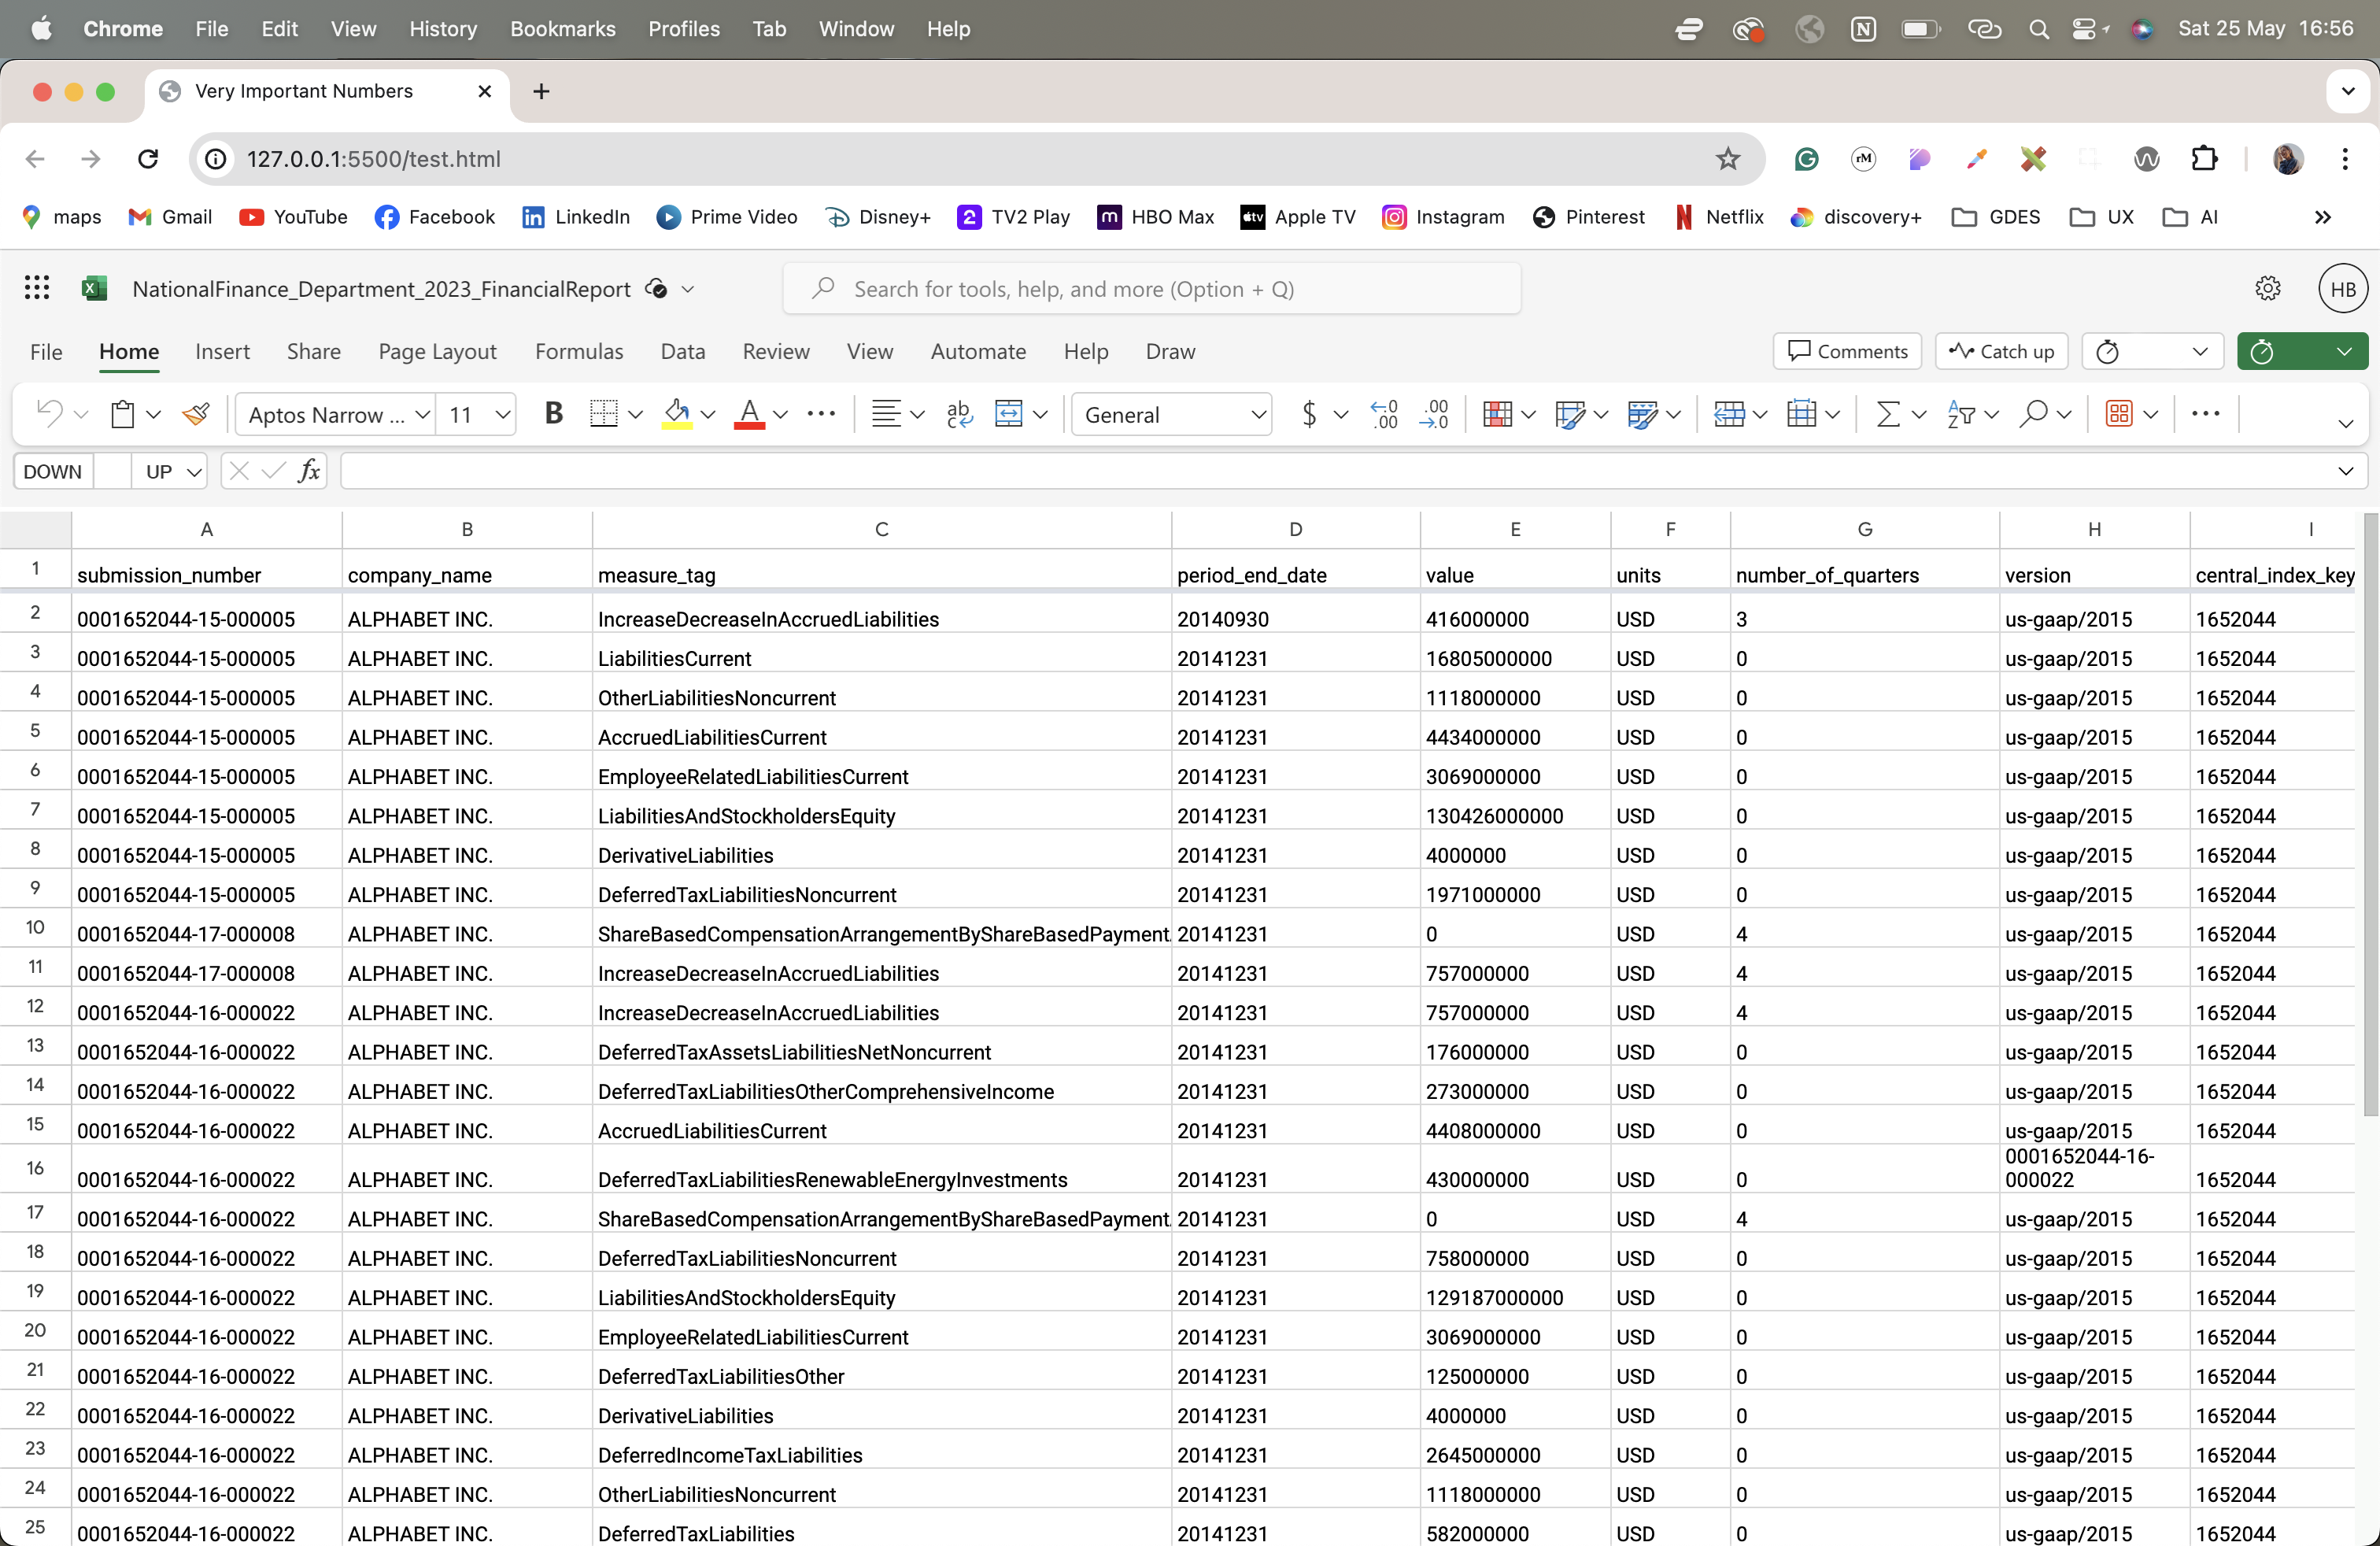 Chrome File Edit View History Bookmarks Profiles Tab Window Help Sat 25 May 16:56
Very Important Numbers
127.0.0.1:5500/test.html
maps Gmail YouTube Facebook LinkedIn Prime Video Disney+ TV2 Play HBO Max Apple TV Instagram Pinterest Netflix discovery+ GDES UX AI
NationalFinance_Department_2023_FinancialReport Search for tools, help, and more (Option + Q) HB
File Home Insert Share Page Layout Formulas Data Review View Automate Help Draw Comments Catch up
Aptos Narrow ... 11 B A ab c General $ .00 .00
DOWN UP fx
A B C D E F G H I
1 submission_number company_name measure_tag period_end_date value units number_of_quarters version central_index_key
2 0001652044-15-000005 ALPHABET INC. IncreaseDecreaseInAccruedLiabilities 20140930 416000000 USD 3 us-gaap/2015 1652044
3 0001652044-15-000005 ALPHABET INC. LiabilitiesCurrent 20141231 16805000000 USD 0 us-gaap/2015 1652044
4 0001652044-15-000005 ALPHABET INC. OtherLiabilitiesNoncurrent 20141231 1118000000 USD 0 us-gaap/2015 1652044
5 0001652044-15-000005 ALPHABET INC. AccruedLiabilitiesCurrent 20141231 4434000000 USD 0 us-gaap/2015 1652044
6 0001652044-15-000005 ALPHABET INC. EmployeeRelatedLiabilitiesCurrent 20141231 3069000000 USD 0 us-gaap/2015 1652044
7 0001652044-15-000005 ALPHABET INC. LiabilitiesAndStockholdersEquity 20141231 130426000000 USD 0 us-gaap/2015 1652044
8 0001652044-15-000005 ALPHABET INC. DerivativeLiabilities 20141231 4000000 USD 0 us-gaap/2015 1652044
9 0001652044-15-000005 ALPHABET INC. DeferredTaxLiabilitiesNoncurrent 20141231 1971000000 USD 0 us-gaap/2015 1652044
10 0001652044-17-000008 ALPHABET INC. ShareBasedCompensationArrangementByShareBasedPayment. 20141231 0 USD 4 us-gaap/2015 1652044
11 0001652044-17-000008 ALPHABET INC. IncreaseDecreaseInAccruedLiabilities 20141231 757000000 USD 4 us-gaap/2015 1652044
12 0001652044-16-000022 ALPHABET INC. IncreaseDecreaseInAccruedLiabilities 20141231 757000000 USD 4 us-gaap/2015 1652044
13 0001652044-16-000022 ALPHABET INC. DeferredTaxAssetsLiabilitiesNetNoncurrent 20141231 176000000 USD 0 us-gaap/2015 1652044
14 0001652044-16-000022 ALPHABET INC. DeferredTaxLiabilitiesOtherComprehensiveIncome 20141231 273000000 USD 0 us-gaap/2015 1652044
15 0001652044-16-000022 ALPHABET INC. AccruedLiabilitiesCurrent 20141231 4408000000 USD 0 us-gaap/2015 1652044
16 0001652044-16-000022 ALPHABET INC. DeferredTaxLiabilitiesRenewableEnergyInvestments 20141231 430000000 USD 0 0001652044-16-000022 1652044
17 0001652044-16-000022 ALPHABET INC. ShareBasedCompensationArrangementByShareBasedPayment. 20141231 0 USD 4 us-gaap/2015 1652044
18 0001652044-16-000022 ALPHABET INC. DeferredTaxLiabilitiesNoncurrent 20141231 758000000 USD 0 us-gaap/2015 1652044
19 0001652044-16-000022 ALPHABET INC. LiabilitiesAndStockholdersEquity 20141231 129187000000 USD 0 us-gaap/2015 1652044
20 0001652044-16-000022 ALPHABET INC. EmployeeRelatedLiabilitiesCurrent 20141231 3069000000 USD 0 us-gaap/2015 1652044
21 0001652044-16-000022 ALPHABET INC. DeferredTaxLiabilitiesOther 20141231 125000000 USD 0 us-gaap/2015 1652044
22 0001652044-16-000022 ALPHABET INC. DerivativeLiabilities 20141231 4000000 USD 0 us-gaap/2015 1652044
23 0001652044-16-000022 ALPHABET INC. DeferredIncomeTaxLiabilities 20141231 2645000000 USD 0 us-gaap/2015 1652044
24 0001652044-16-000022 ALPHABET INC. OtherLiabilitiesNoncurrent 20141231 1118000000 USD 0 us-gaap/2015 1652044
25 0001652044-16-000022 ALPHABET INC. DeferredTaxLiabilities 20141231 582000000 USD 0 us-gaap/2015 1652044